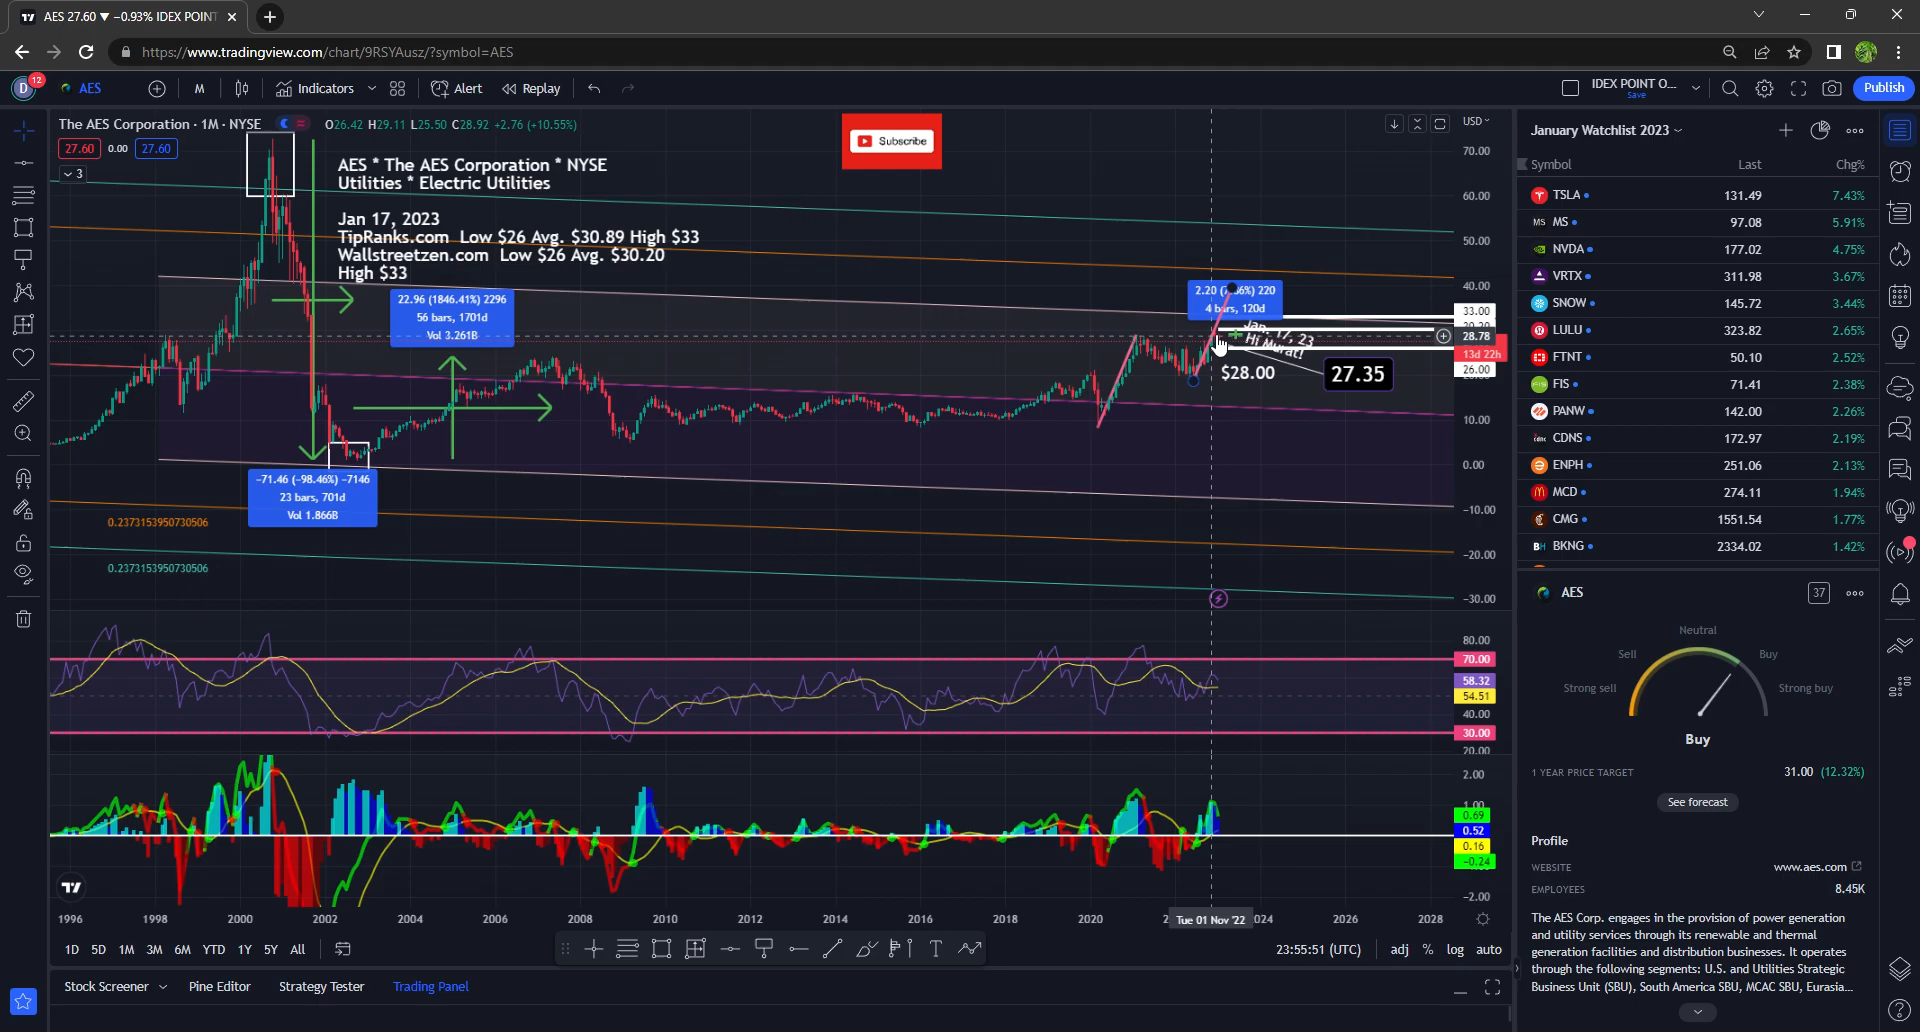 AES 27.60 ▼ −0.93% IDEX POINT
https://www.tradingview.com/chart/9RSYAusz/?symbol=AES
D
12
AES
M
Indicators
Alert
Replay
IDEX POINT O...
Save
Publish
The AES Corporation · 1M · NYSE
O26.42 H29.11 L25.50 C28.92 +2.76 (+10.55%)
27.60
0.00
27.60
3
Subscribe
AES * The AES Corporation * NYSE
Utilities * Electric Utilities
Jan 17, 2023
TipRanks.com Low $26 Avg. $30.89 High $33
Wallstreetzen.com Low $26 Avg. $30.20
High $33
22.96 (1846.41%) 2296
56 bars, 1701d
Vol 3.261B
−71.46 (−98.46%) −7146
23 bars, 701d
Vol 1.866B
0.2373153950730506
0.2373153950730506
4 bars, 120d
Jan. 17, 23
Hi Murat!
$28.00
27.35
USD
70.00
60.00
50.00
40.00
33.00
28.78
13d 22h
26.00
10.00
0.00
−10.00
−20.00
−30.00
80.00
70.00
58.32
54.51
40.00
30.00
20.00
2.00
1.00
0.69
0.52
0.16
−0.24
−2.00
1996
1998
2000
2002
2004
2006
2008
2010
2012
2014
2016
2018
2020
Tue 01 Nov '22
2026
2028
1D
5D
1M
3M
6M
YTD
1Y
5Y
All
23:55:51 (UTC)
adj
%
log
auto
Stock Screener
Pine Editor
Strategy Tester
Trading Panel
January Watchlist 2023
Symbol Last Chg%
TSLA 131.49 7.43%
MS MS 97.08 5.91%
NVDA 177.02 4.75%
VRTX 311.98 3.67%
SNOW 145.72 3.44%
LULU 323.82 2.65%
FTNT 50.10 2.52%
FIS 71.41 2.38%
PANW 142.00 2.26%
CDNS 172.97 2.19%
ENPH 251.06 2.13%
MCD 274.11 1.94%
CMG 1551.54 1.77%
BH BKNG 2334.02 1.42%
AES
37
Neutral
Sell
Buy
Strong sell
Strong buy
Buy
1 YEAR PRICE TARGET 31.00 (12.32%)
See forecast
Profile
WEBSITE www.aes.com
EMPLOYEES 8.45K
The AES Corp. engages in the provision of power generation
and utility services through its renewable and thermal
generation facilities and distribution businesses. It operates
through the following segments: U.S. and Utilities Strategic
Business Unit (SBU), South America SBU, MCAC SBU, Eurasia...